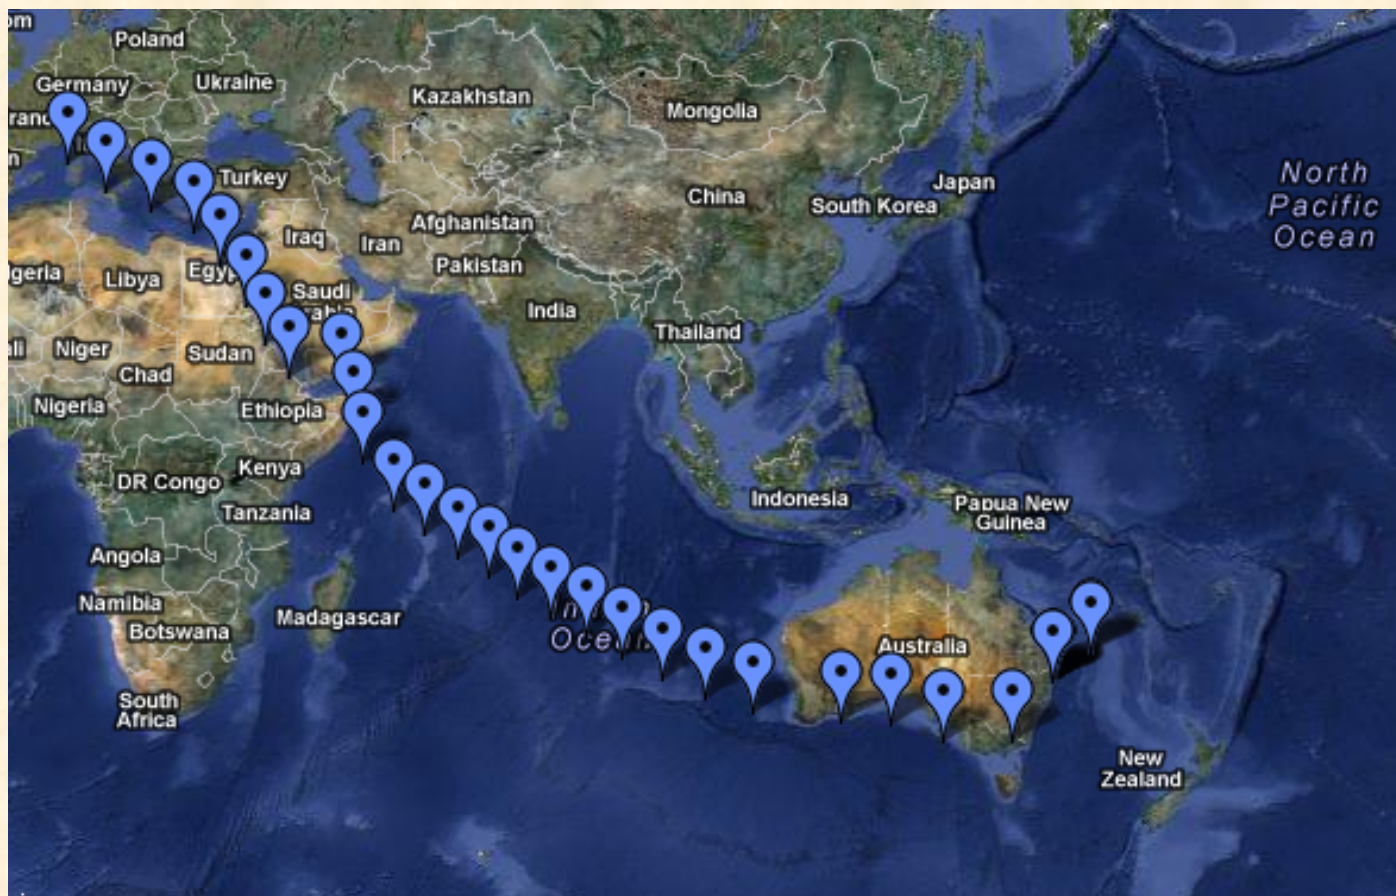 om
Poland
Germany
Ukraine
Kazakhstan
Mongolia
Turkey
Japan
China
South Korea
Afghanistan
Iraq
Iran
Pakistan
Libya
India
Saudi
Thailand
Niger
Sudan
Chad
Nigeria
Ethiopia
Kenya
DR Congo
Tanzania
Indonesia
Papua New
Guinea
Angola
Namibia
Botswana
Madagascar
South
Africa
Australia
New
Zealand
North
Pacific
Ocean